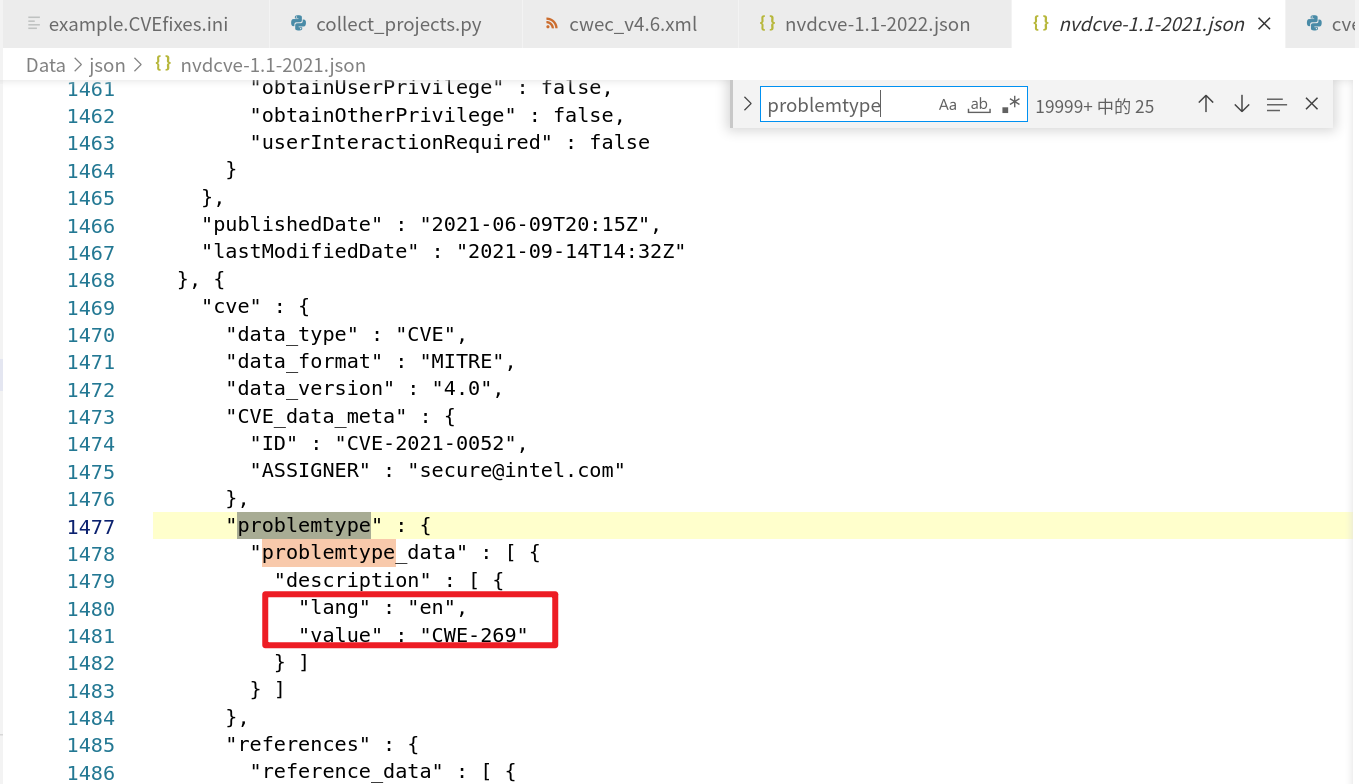 example.CVEfixes.ini collect_projects.py cwec_v4.6.xml {} nvdcve-1.1-2022.json {} nvdcve-1.1-2021.json
Data > json > {} nvdcve-1.1-2021.json
problemtype Aa ab .* 19999+ 中的 25
1461 "obtainUserPrivilege" : false,
1462 "obtainOtherPrivilege" : false,
1463 "userInteractionRequired" : false
1464 }
1465 },
1466 "publishedDate" : "2021-06-09T20:15Z",
1467 "lastModifiedDate" : "2021-09-14T14:32Z"
1468 }, {
1469 "cve" : {
1470 "data_type" : "CVE",
1471 "data_format" : "MITRE",
1472 "data_version" : "4.0",
1473 "CVE_data_meta" : {
1474 "ID" : "CVE-2021-0052",
1475 "ASSIGNER" : "secure@intel.com"
1476 },
1477 "problemtype" : {
1478 "problemtype_data" : [ {
1479 "description" : [ {
1480 "lang" : "en",
1481 "value" : "CWE-269"
1482 } ]
1483 } ]
1484 },
1485 "references" : {
1486 "reference_data" : [ {